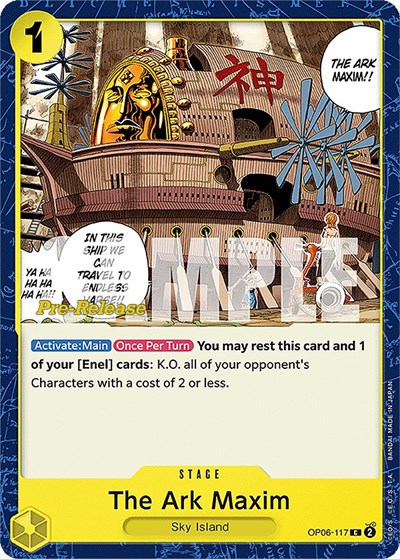 1
THE ARK
MAXIM!!
神
IN THIS
SHIP WE
CAN
TRAVEL TO
ENDLESS
YA HA
HA HA
HA HA!!
SAMPLE
Pre-Release
Activate:Main Once Per Turn You may rest this card and 1
of your [Enel] cards: K.O. all of your opponent's
Characters with a cost of 2 or less.
STAGE
The Ark Maxim
Sky Island
OP06-117 C 2
BANDAI MADE IN JAPAN